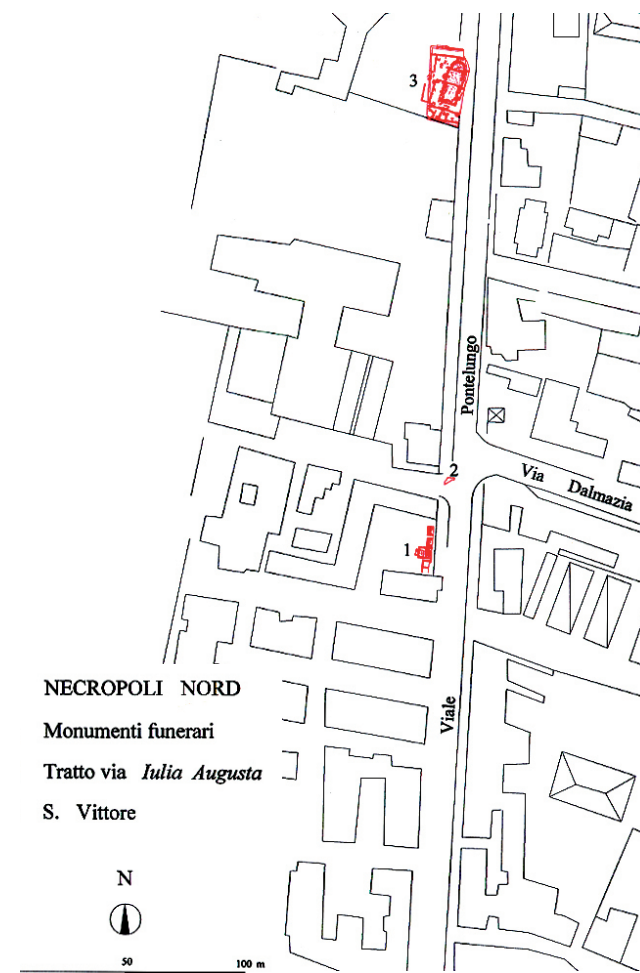 3
Pontelungo
2
Via Dalmazia
1
Viale
NECROPOLI NORD
Monumenti funerari
Tratto via Iulia Augusta
S. Vittore
N
50 100 m